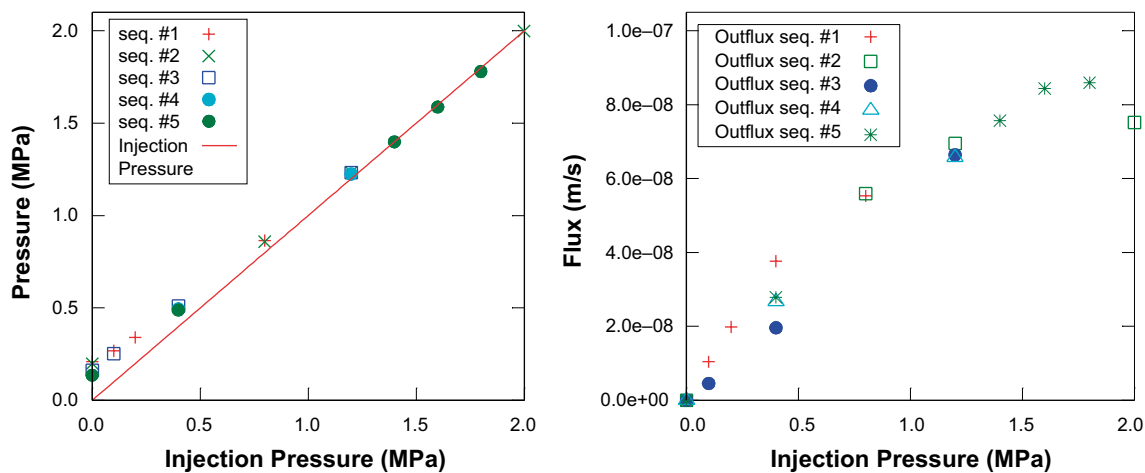 2.0
1.5
1.0
0.5
0.0
Pressure (MPa)
seq. #1
seq. #2
seq. #3
seq. #4
seq. #5
Injection
Pressure
0.0 0.5 1.0 1.5 2.0
Injection Pressure (MPa)
1.0e–07
8.0e–08
6.0e–08
4.0e–08
2.0e–08
0.0e+00
Flux (m/s)
Outflux seq. #1
Outflux seq. #2
Outflux seq. #3
Outflux seq. #4
Outflux seq. #5
0.0 0.5 1.0 1.5 2.0
Injection Pressure (MPa)